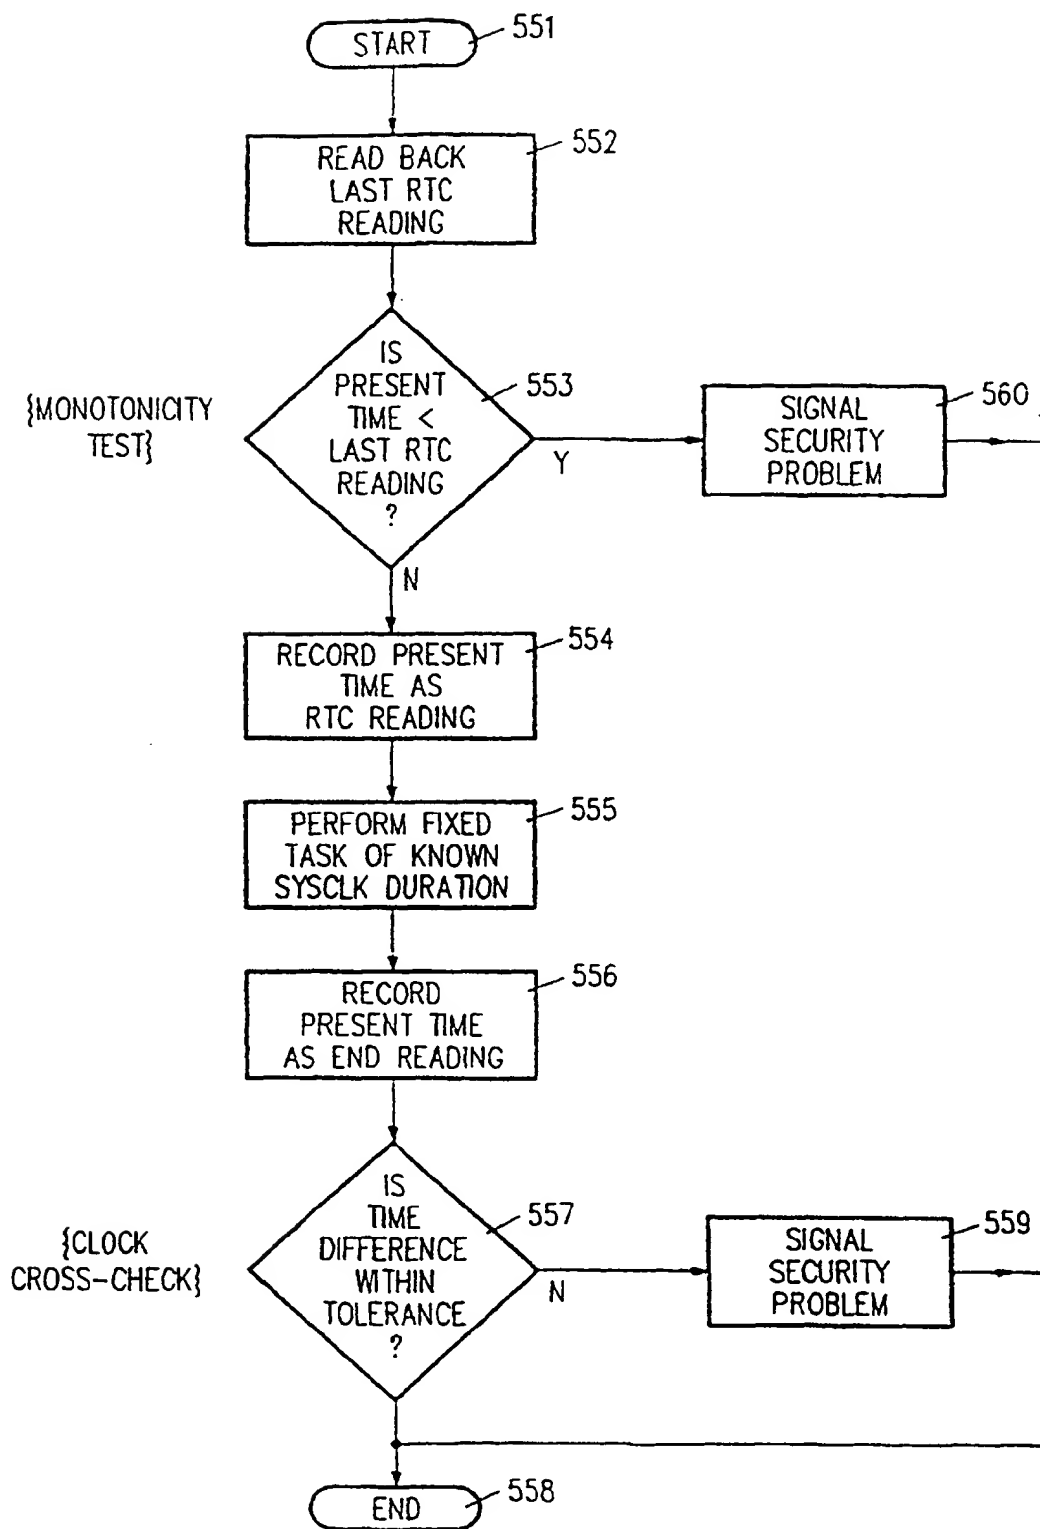 START
551
READ BACK
LAST RTC
READING
552
IS
PRESENT
TIME <
LAST RTC
READING
?
553
{MONOTONICITY
TEST}
Y
SIGNAL
SECURITY
PROBLEM
560
N
RECORD PRESENT
TIME AS
RTC READING
554
PERFORM FIXED
TASK OF KNOWN
SYSCLK DURATION
555
RECORD
PRESENT TIME
AS END READING
556
IS
TIME
DIFFERENCE
WITHIN
TOLERANCE
?
557
{CLOCK
CROSS-CHECK}
N
SIGNAL
SECURITY
PROBLEM
559
END
558